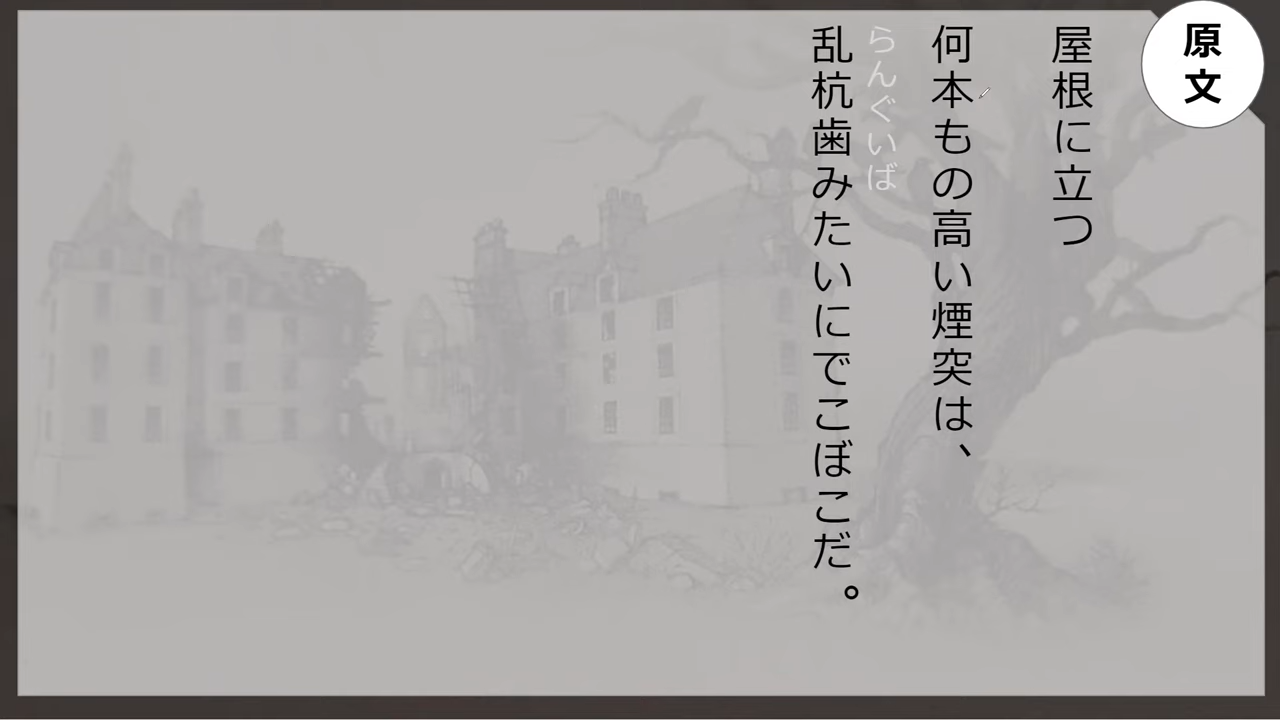 原文
屋根に立つ
何本もの高い煙突は、
らんぐいば
乱杭歯みたいにでこぼこだ。